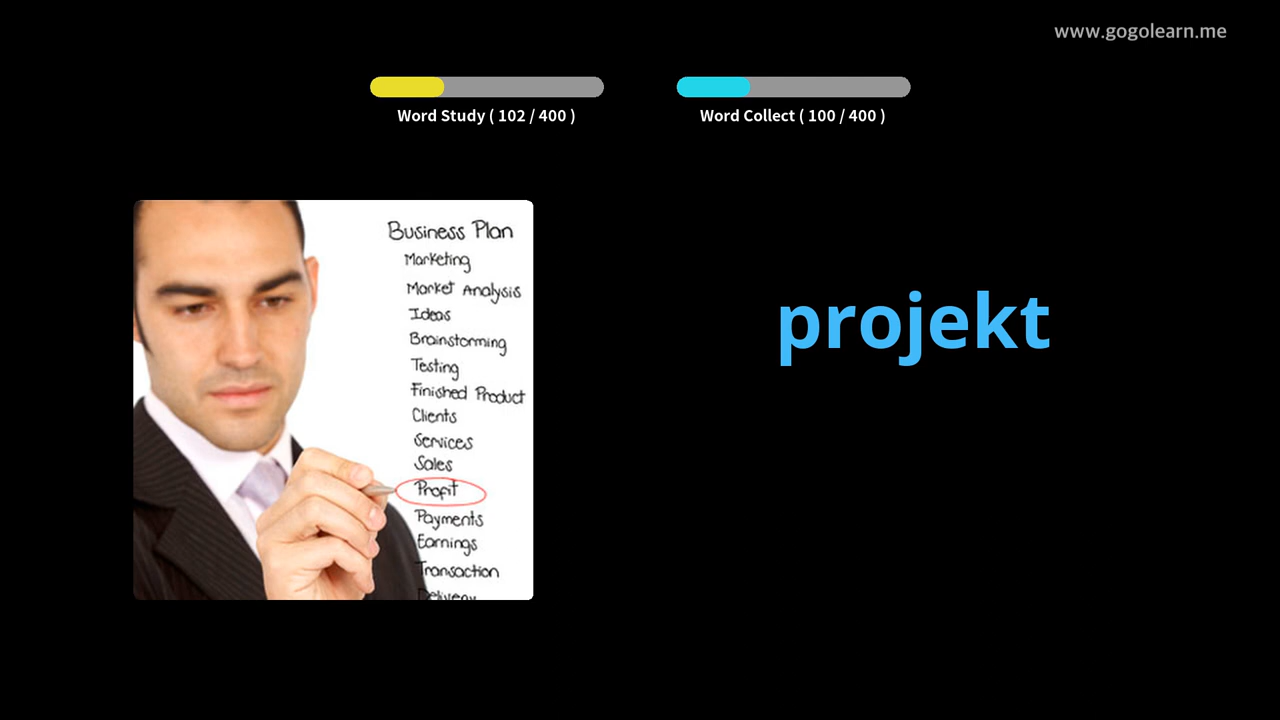 www.gogolearn.me
Word Study ( 102 / 400 )
Word Collect ( 100 / 400 )
Business Plan
Marketing
Market Analysis
Ideas
Brainstorming
Testing
Finished Product
Clients
Services
Sales
Profit
Payments
Earnings
Transaction
Delivery
projekt